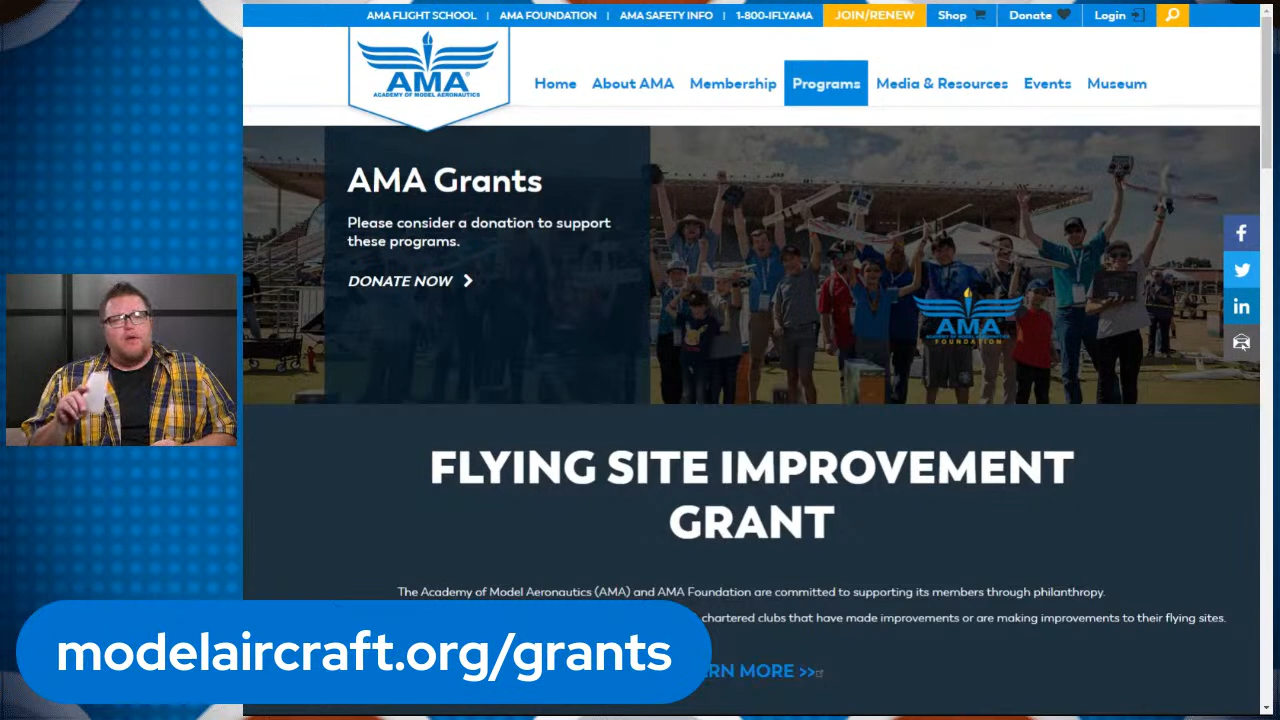 AMA FLIGHT SCHOOL | AMA FOUNDATION | AMA SAFETY INFO | 1-800-IFLYAMA JOIN/RENEW Shop Donate Login
AMA
ACADEMY OF MODEL AERONAUTICS
Home About AMA Membership Programs Media & Resources Events Museum
AMA Grants
Please consider a donation to support
these programs.
DONATE NOW
AMA
ACADEMY OF MODEL AERONAUTICS
FOUNDATION
FLYING SITE IMPROVEMENT
GRANT
The Academy of Model Aeronautics (AMA) and AMA Foundation are committed to supporting its members through philanthropy.
chartered clubs that have made improvements or are making improvements to their flying sites.
modelaircraft.org/grants
RN MORE >>